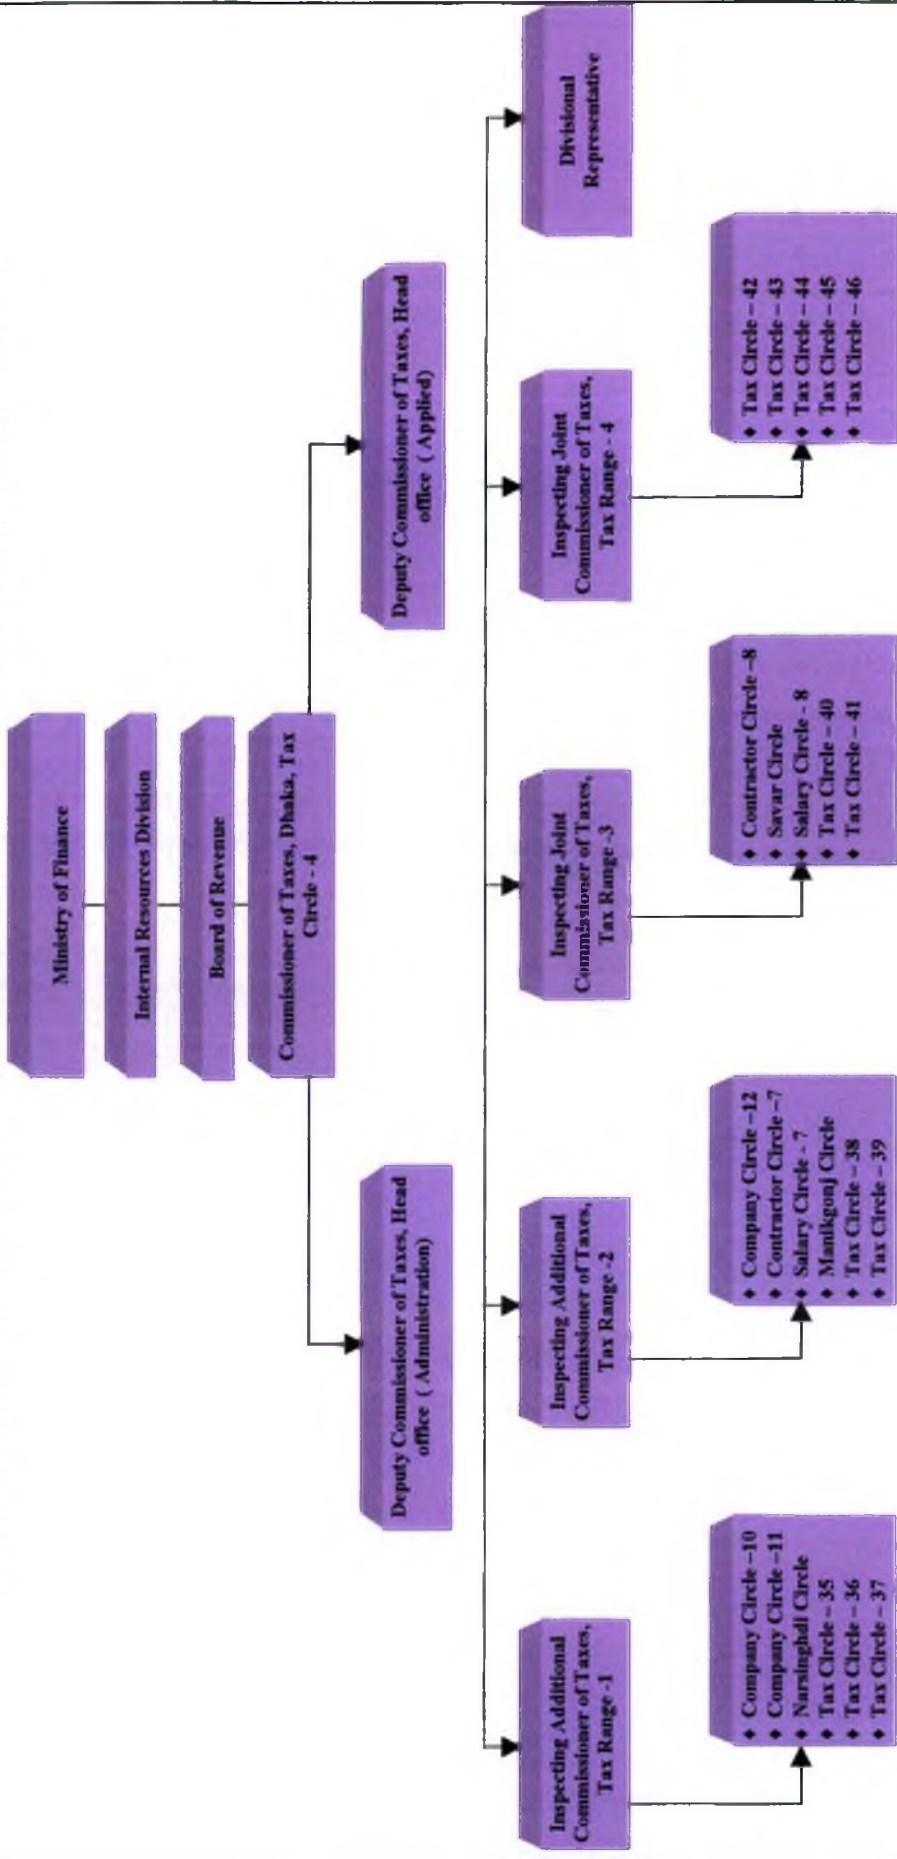 Ministry of Finance
Internal Resources Division
Board of Revenue
Commissioner of Taxes, Dhaka, Tax
Circle - 4
Deputy Commissioner of Taxes, Head
office ( Administration)
Deputy Commissioner of Taxes, Head
office ( Applied)
Inspecting Additional
Commissioner of Taxes,
Tax Range -1
Inspecting Additional
Commissioner of Taxes,
Tax Range -2
Inspecting Joint
Commissioner of Taxes,
Tax Range -3
Inspecting Joint
Commissioner of Taxes,
Tax Range - 4
Divisional
Representative
♦ Company Circle –10
♦ Company Circle –11
♦ Narsinghdi Circle
♦ Tax Circle – 35
♦ Tax Circle – 36
♦ Tax Circle – 37
♦ Company Circle –12
♦ Contractor Circle –7
♦ Salary Circle - 7
♦ Manikgonj Circle
♦ Tax Circle – 38
♦ Tax Circle – 39
♦ Contractor Circle –8
♦ Savar Circle
♦ Salary Circle - 8
♦ Tax Circle – 40
♦ Tax Circle – 41
♦ Tax Circle – 42
♦ Tax Circle – 43
♦ Tax Circle – 44
♦ Tax Circle – 45
♦ Tax Circle – 46